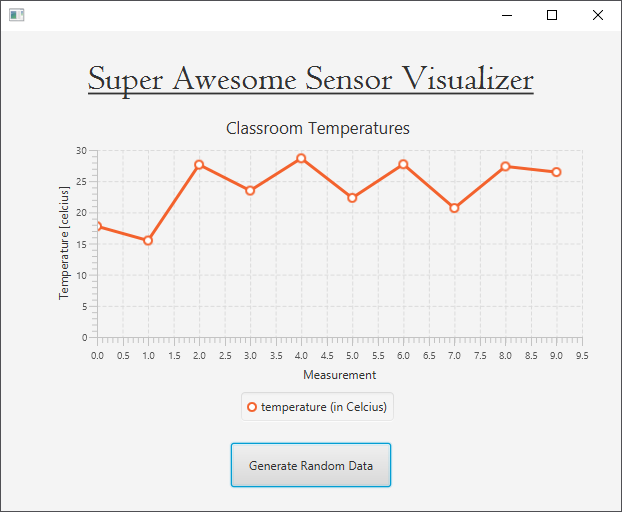 Super Awesome Sensor Visualizer
Classroom Temperatures
30
25
20
15
10
5
0
Temperature [celcius]
0.0 0.5 1.0 1.5 2.0 2.5 3.0 3.5 4.0 4.5 5.0 5.5 6.0 6.5 7.0 7.5 8.0 8.5 9.0 9.5
Measurement
temperature (in Celcius)
Generate Random Data